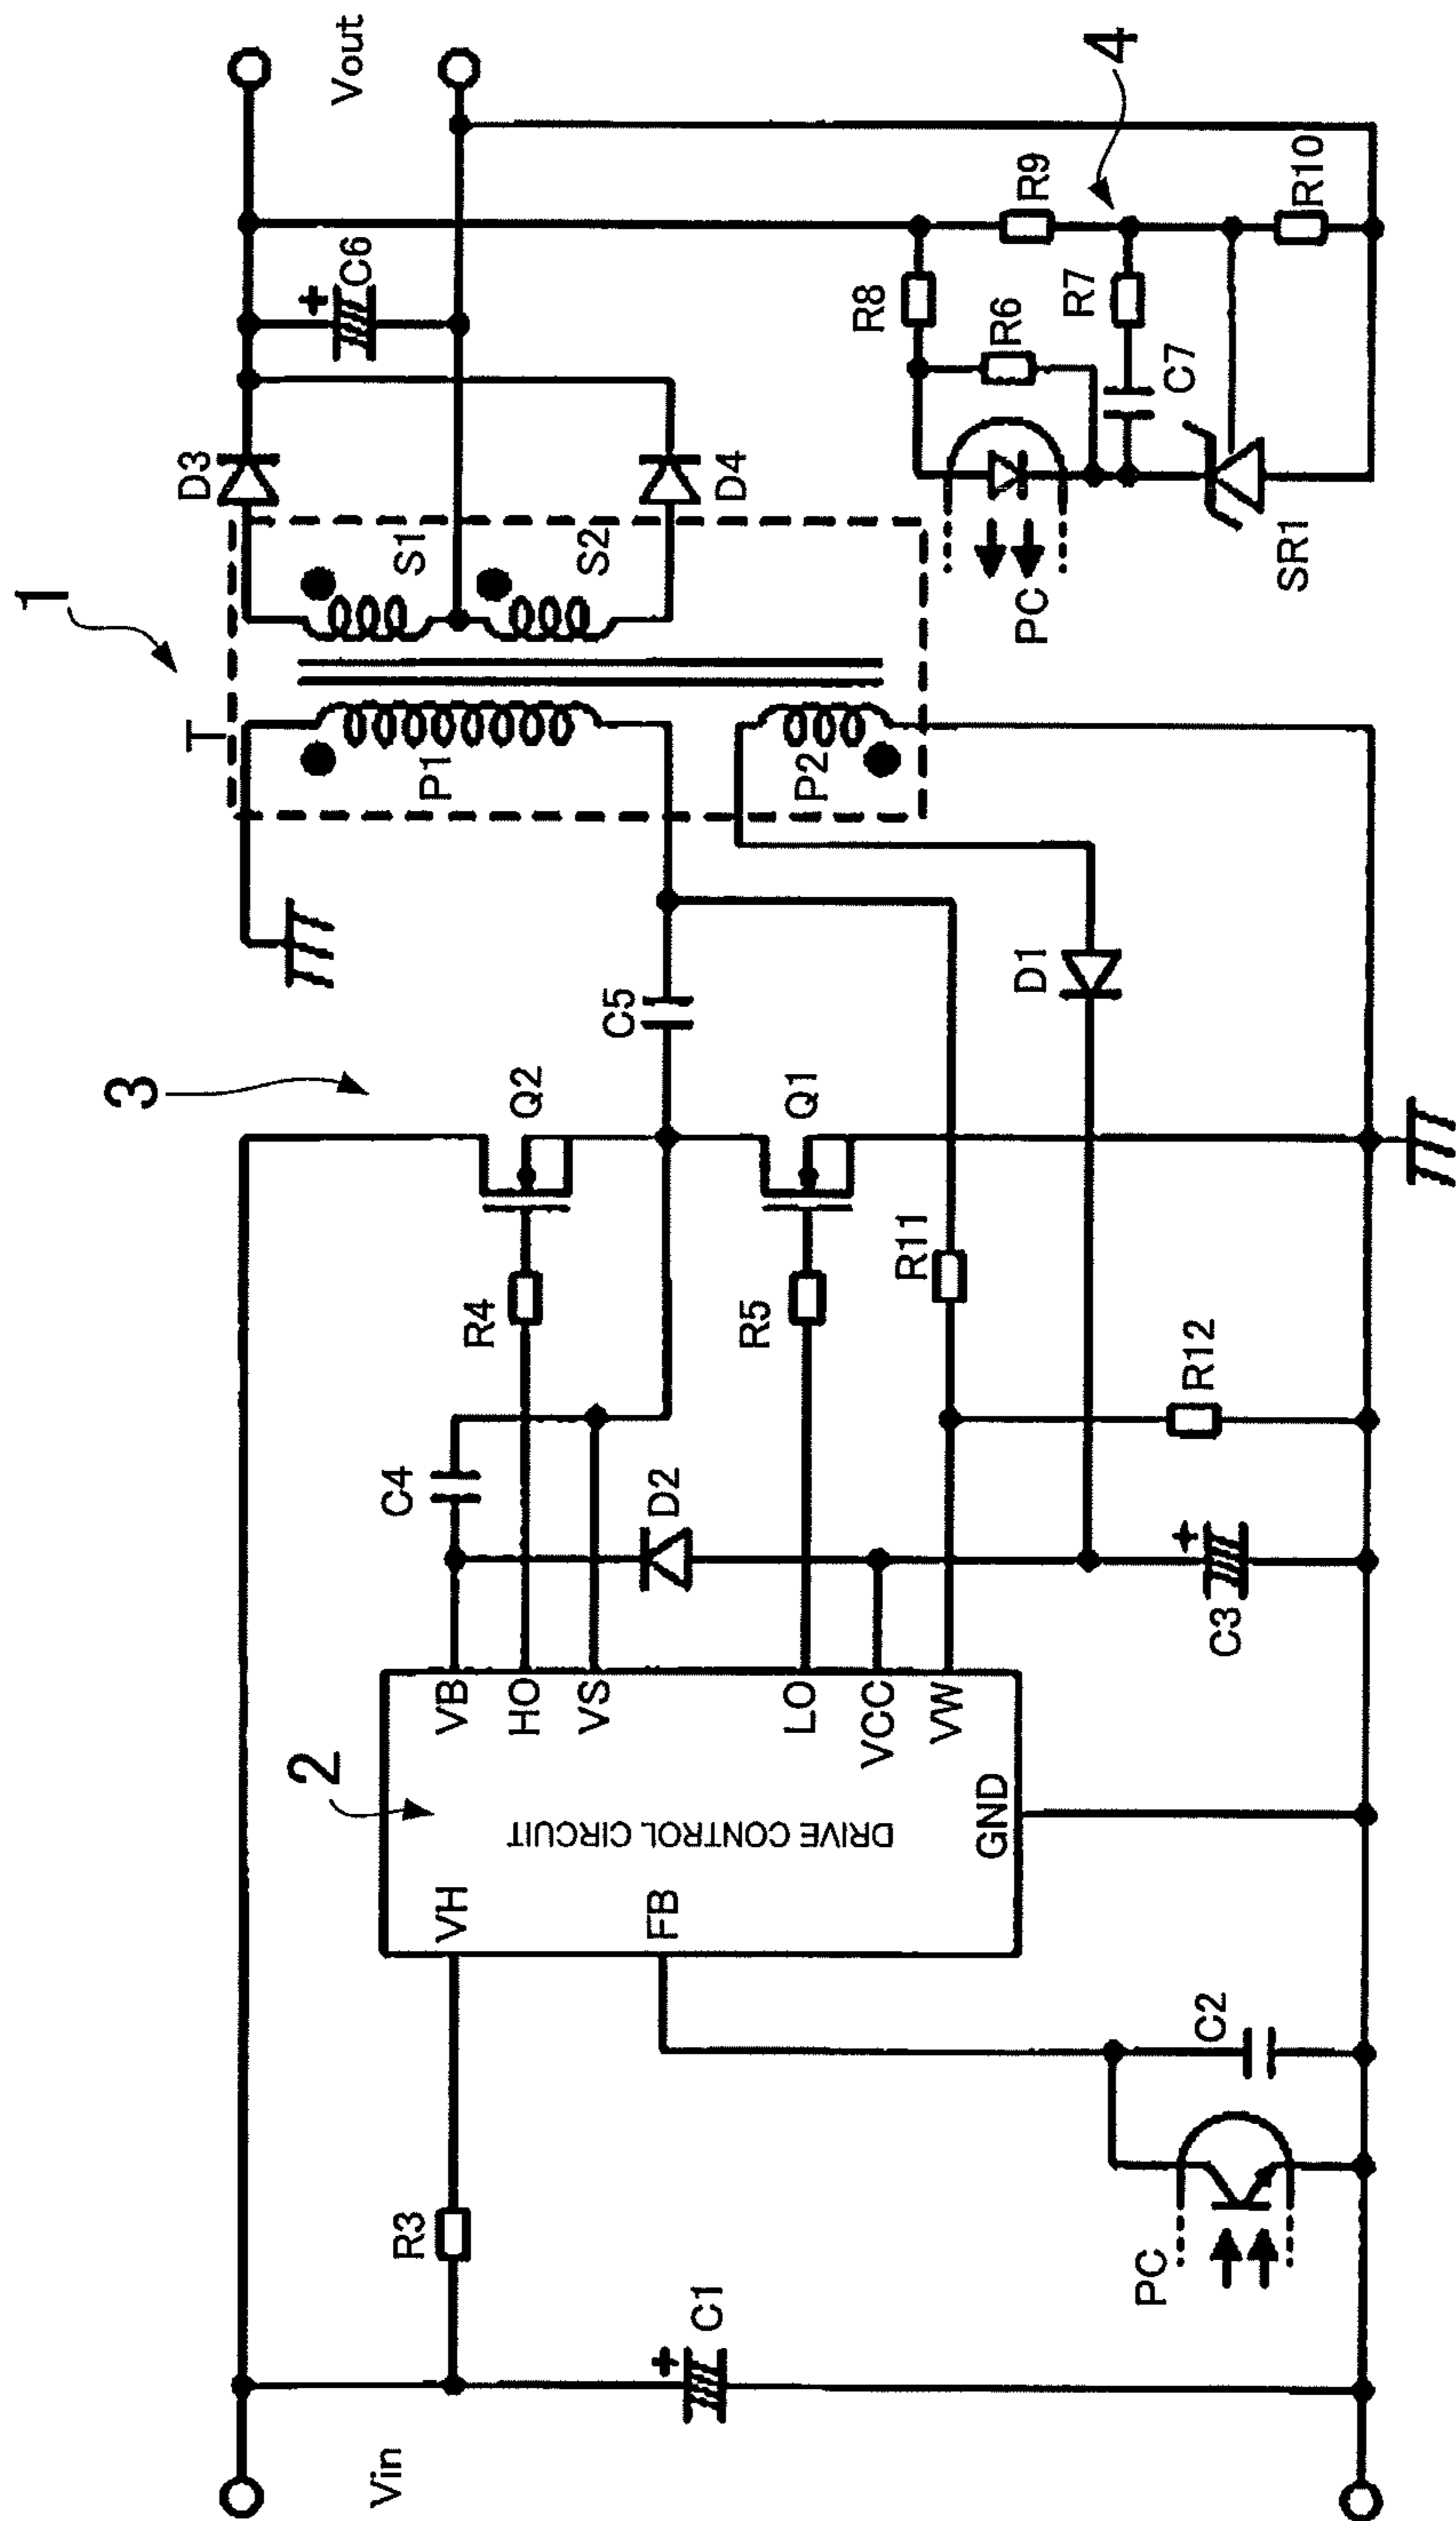 1
T
D3
C6
+
Vout
S1
P1
S2
D4
P2
3
Q2
C5
Q1
D1
R4
R5
R11
R12
C4
D2
+
C3
2
VB
HO
VS
LO
VCC
VW
DRIVE CONTROL CIRCUIT
VH
FB
GND
R3
C2
PC
Vin
+
C1
4
R8
R9
R6
R7
R10
C7
PC
SR1